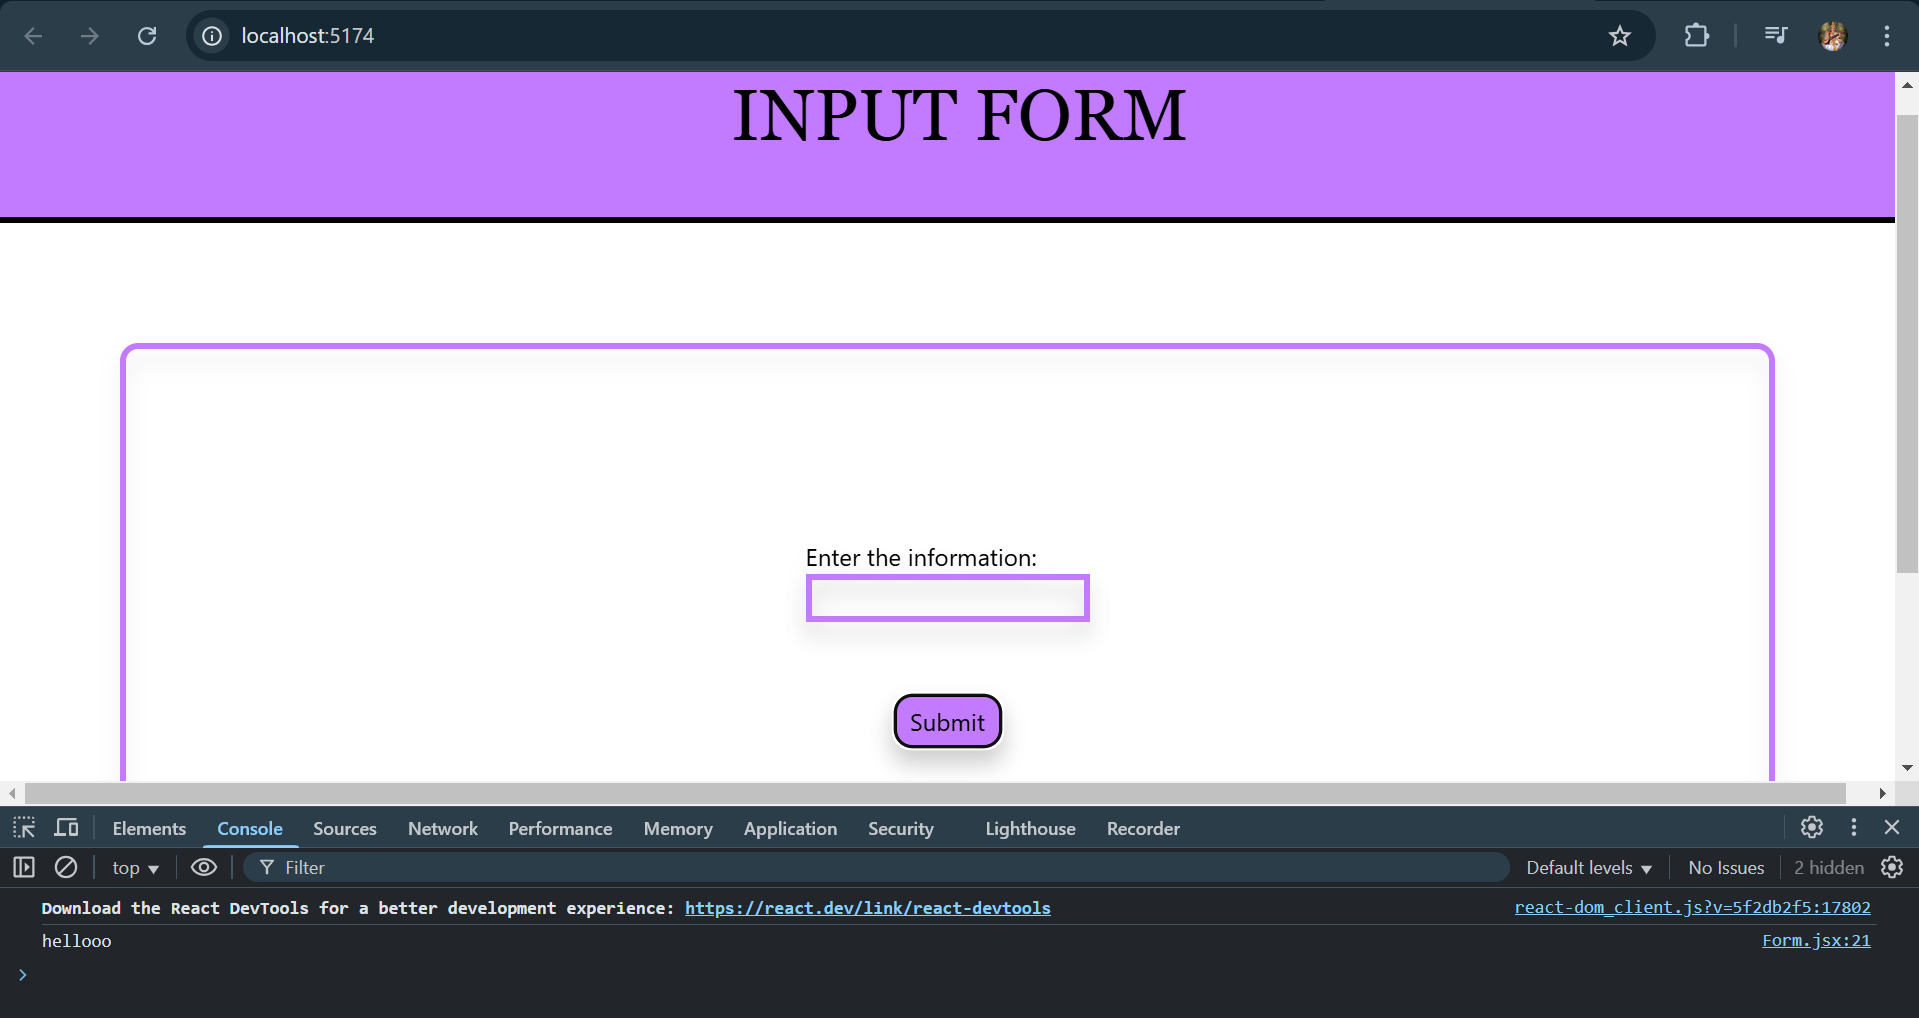 localhost:5174
INPUT FORM
Enter the information:
Submit
Elements Console Sources Network Performance Memory Application Security Lighthouse Recorder
top Filter Default levels No Issues 2 hidden
Download the React DevTools for a better development experience: https://react.dev/link/react-devtools react-dom_client.js?v=5f2db2f5:17802
hellooo Form.jsx:21